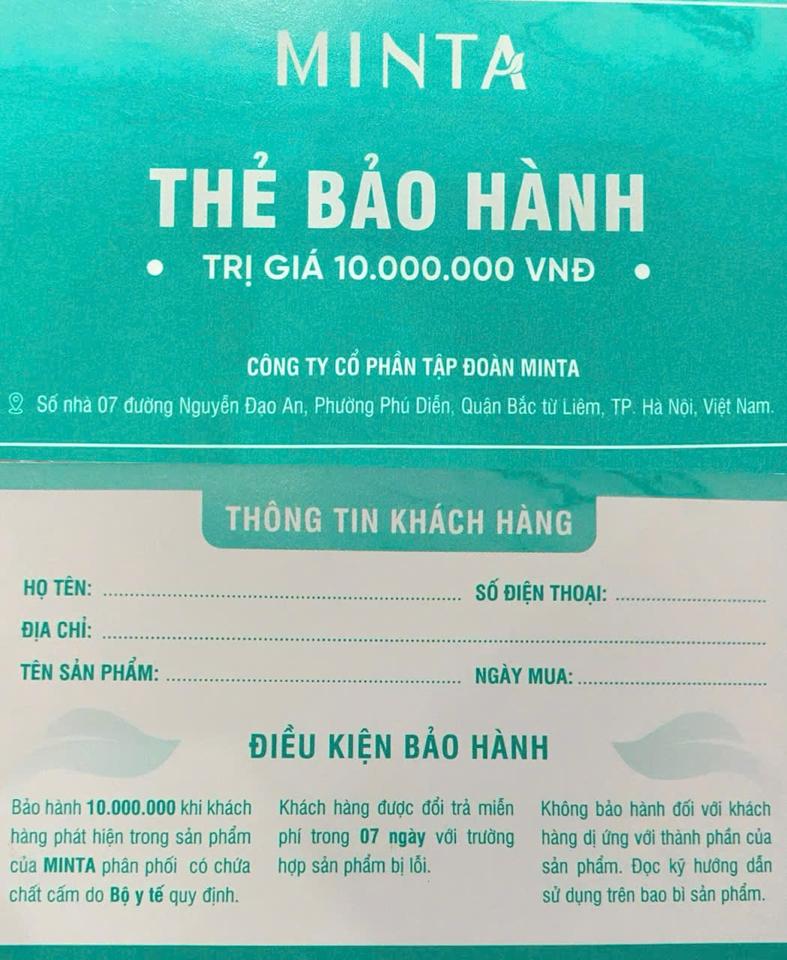 MINTA
THẺ BẢO HÀNH
• TRỊ GIÁ 10.000.000 VNĐ •
CÔNG TY CỔ PHẦN TẬP ĐOÀN MINTA
Số nhà 07 đường Nguyễn Đạo An, Phường Phú Diễn, Quân Bắc từ Liêm, TP. Hà Nội, Việt Nam.
THÔNG TIN KHÁCH HÀNG
HỌ TÊN: SỐ ĐIỆN THOẠI:
ĐỊA CHỈ:
TÊN SẢN PHẨM: NGÀY MUA:
ĐIỀU KIỆN BẢO HÀNH
Bảo hành 10.000.000 khi khách
hàng phát hiện trong sản phẩm
của MINTA phân phối có chứa
chất cấm do Bộ y tế quy định.
Khách hàng được đổi trả miễn
phí trong 07 ngày với trường
hợp sản phẩm bị lỗi.
Không bảo hành đối với khách
hàng dị ứng với thành phần của
sản phẩm. Đọc kỹ hướng dẫn
sử dụng trên bao bì sản phẩm.